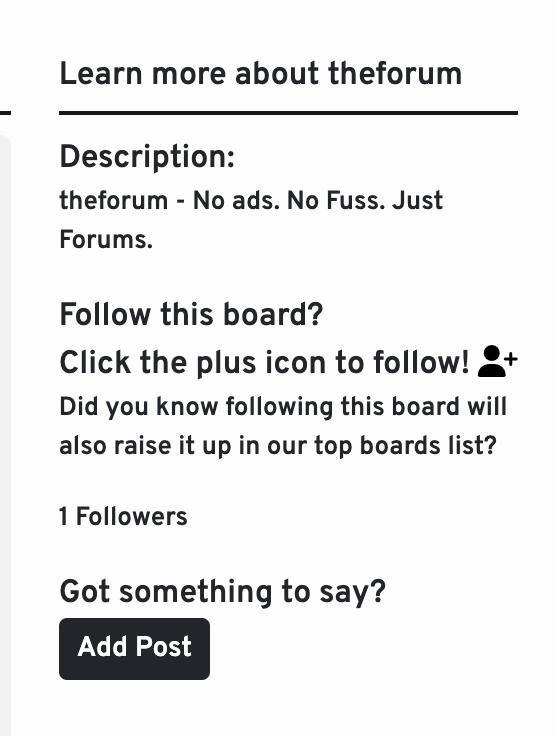 Learn more about theforum
Description:
theforum - No ads. No Fuss. Just
Forums.
Follow this board?
Click the plus icon to follow!
Did you know following this board will
also raise it up in our top boards list?
1 Followers
Got something to say?
Add Post